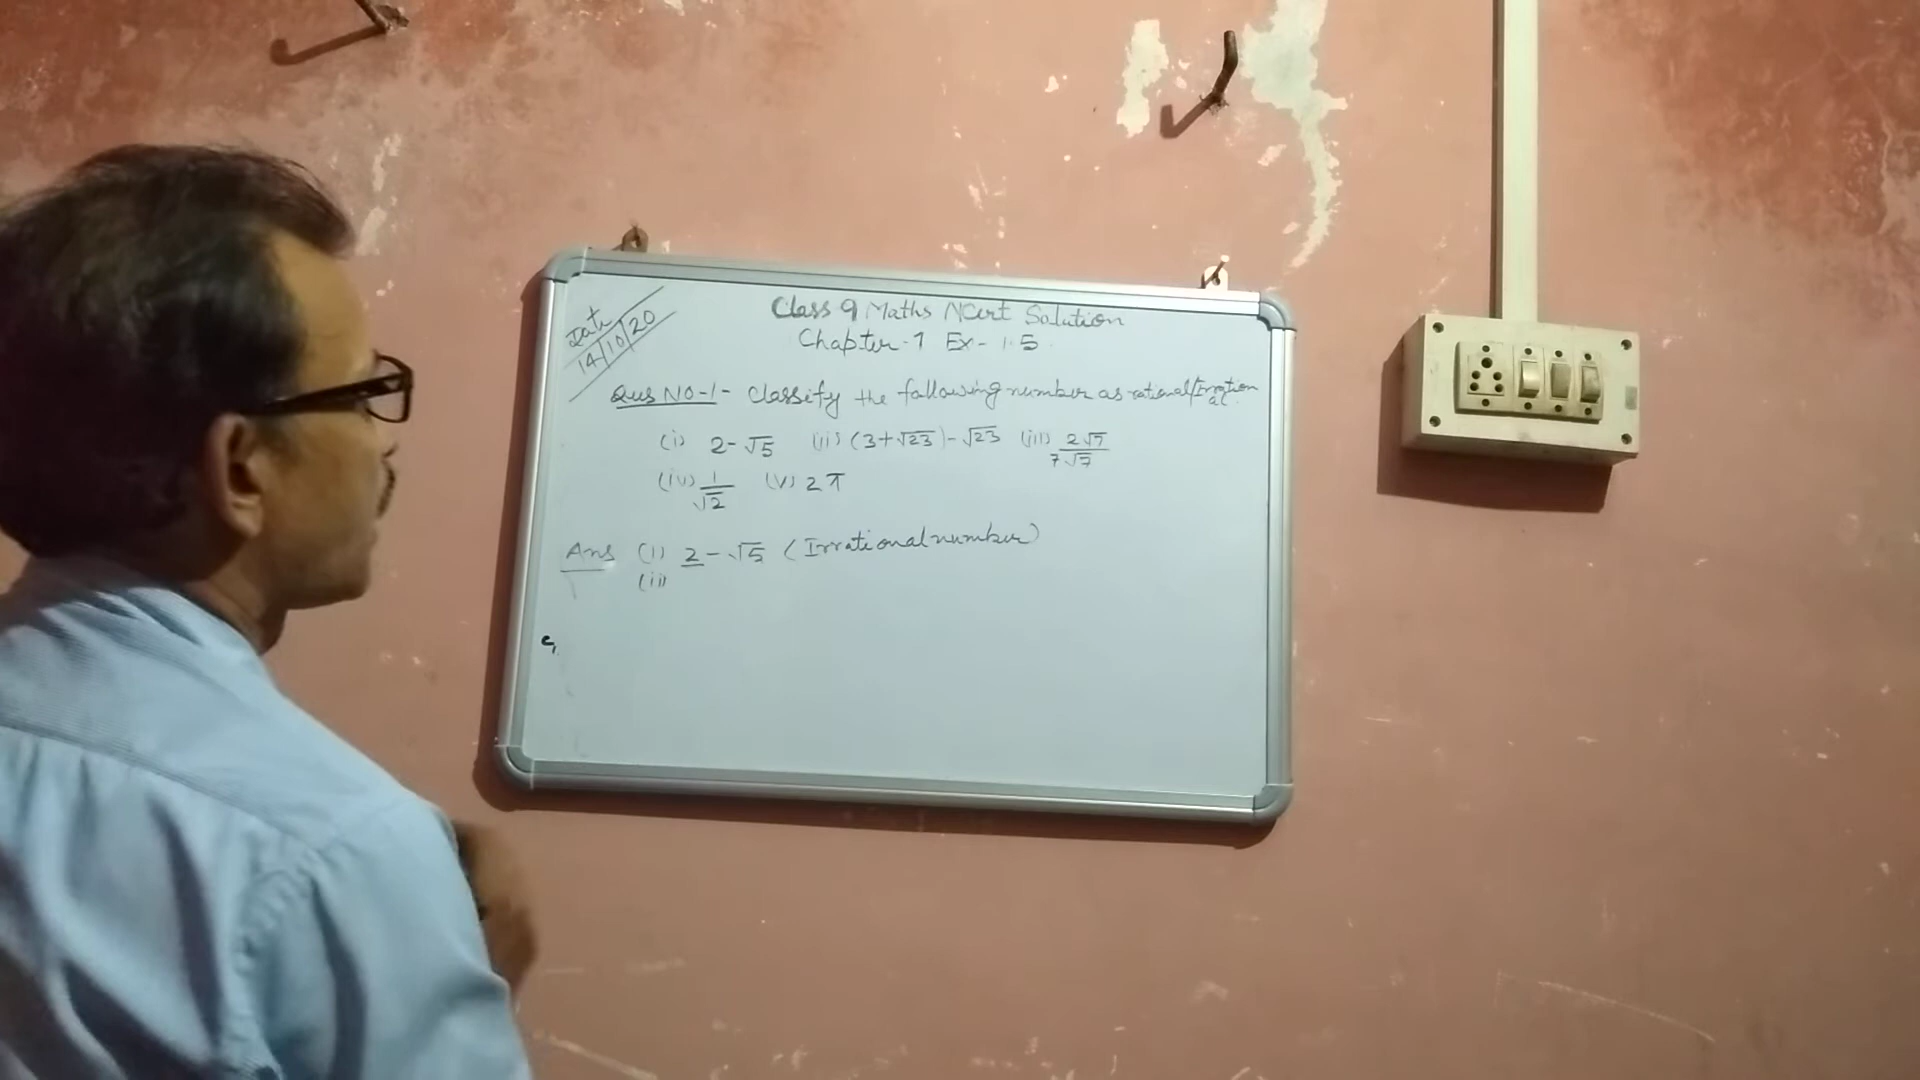 Date
14/10/20
Class 9 Maths NCert Solution
Chapter-1 Ex-1.5
Qus NO-1- Classify the following number as rational/Irrational.
(i) 2-√5 (ii) (3+√23)-√23 (iii) 2√7/7√7
(iv) 1/√2 (v) 2π
Ans (i) 2-√5 (Irrational number)
(ii)